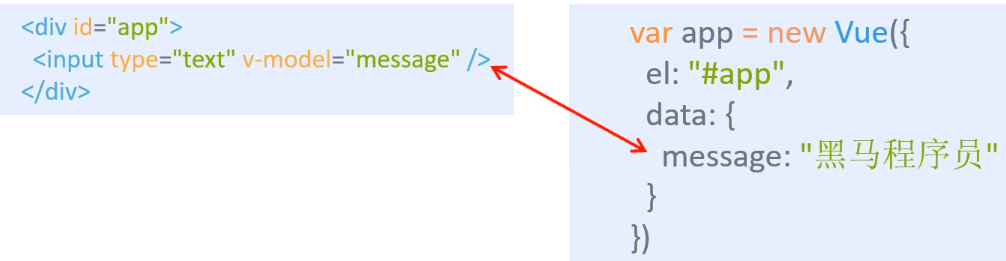 <div id="app">
<input type="text" v-model="message" />
</div>
var app = new Vue({
el: "#app",
data: {
message: "黑马程序员"
}
})